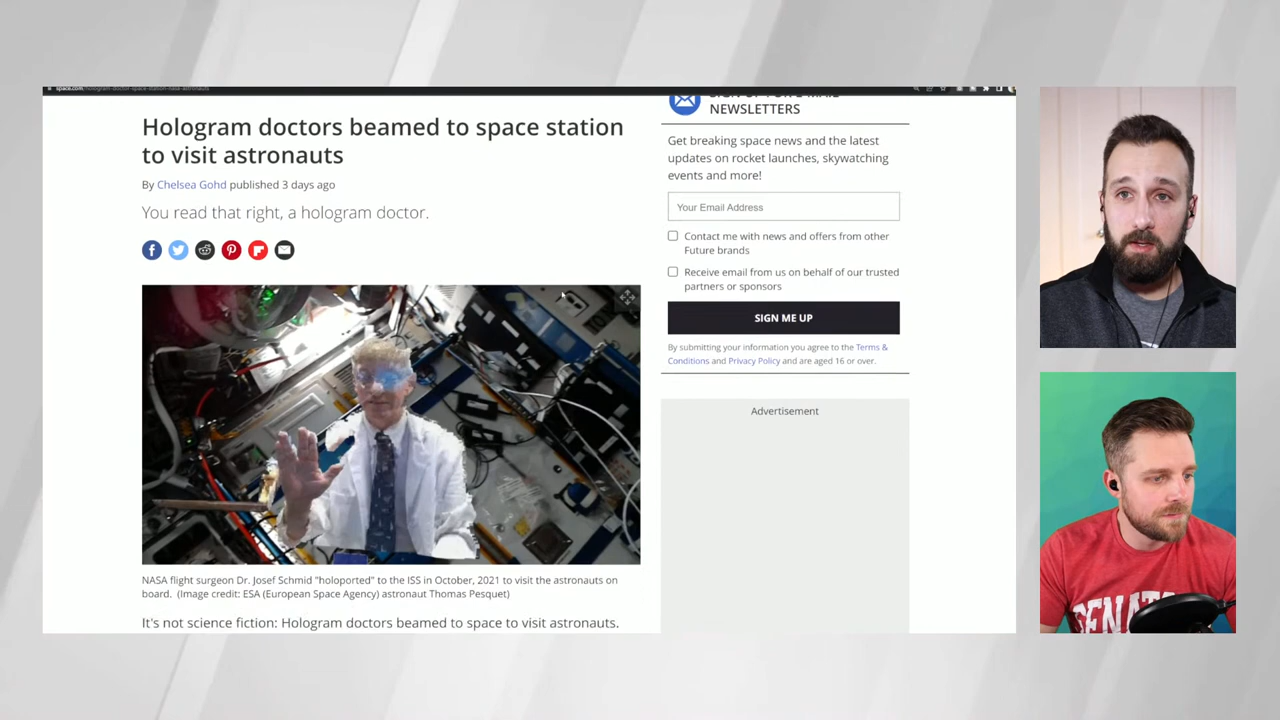 space.com/hologram-doctor-space-station-nasa-astronauts
Hologram doctors beamed to space station
to visit astronauts
By Chelsea Gohd published 3 days ago
You read that right, a hologram doctor.
NASA flight surgeon Dr. Josef Schmid "holoported" to the ISS in October, 2021 to visit the astronauts on
board. (Image credit: ESA (European Space Agency) astronaut Thomas Pesquet)
It's not science fiction: Hologram doctors beamed to space to visit astronauts.
NEWSLETTERS
Get breaking space news and the latest
updates on rocket launches, skywatching
events and more!
Your Email Address
Contact me with news and offers from other
Future brands
Receive email from us on behalf of our trusted
partners or sponsors
SIGN ME UP
By submitting your information you agree to the Terms &
Conditions and Privacy Policy and are aged 16 or over.
Advertisement